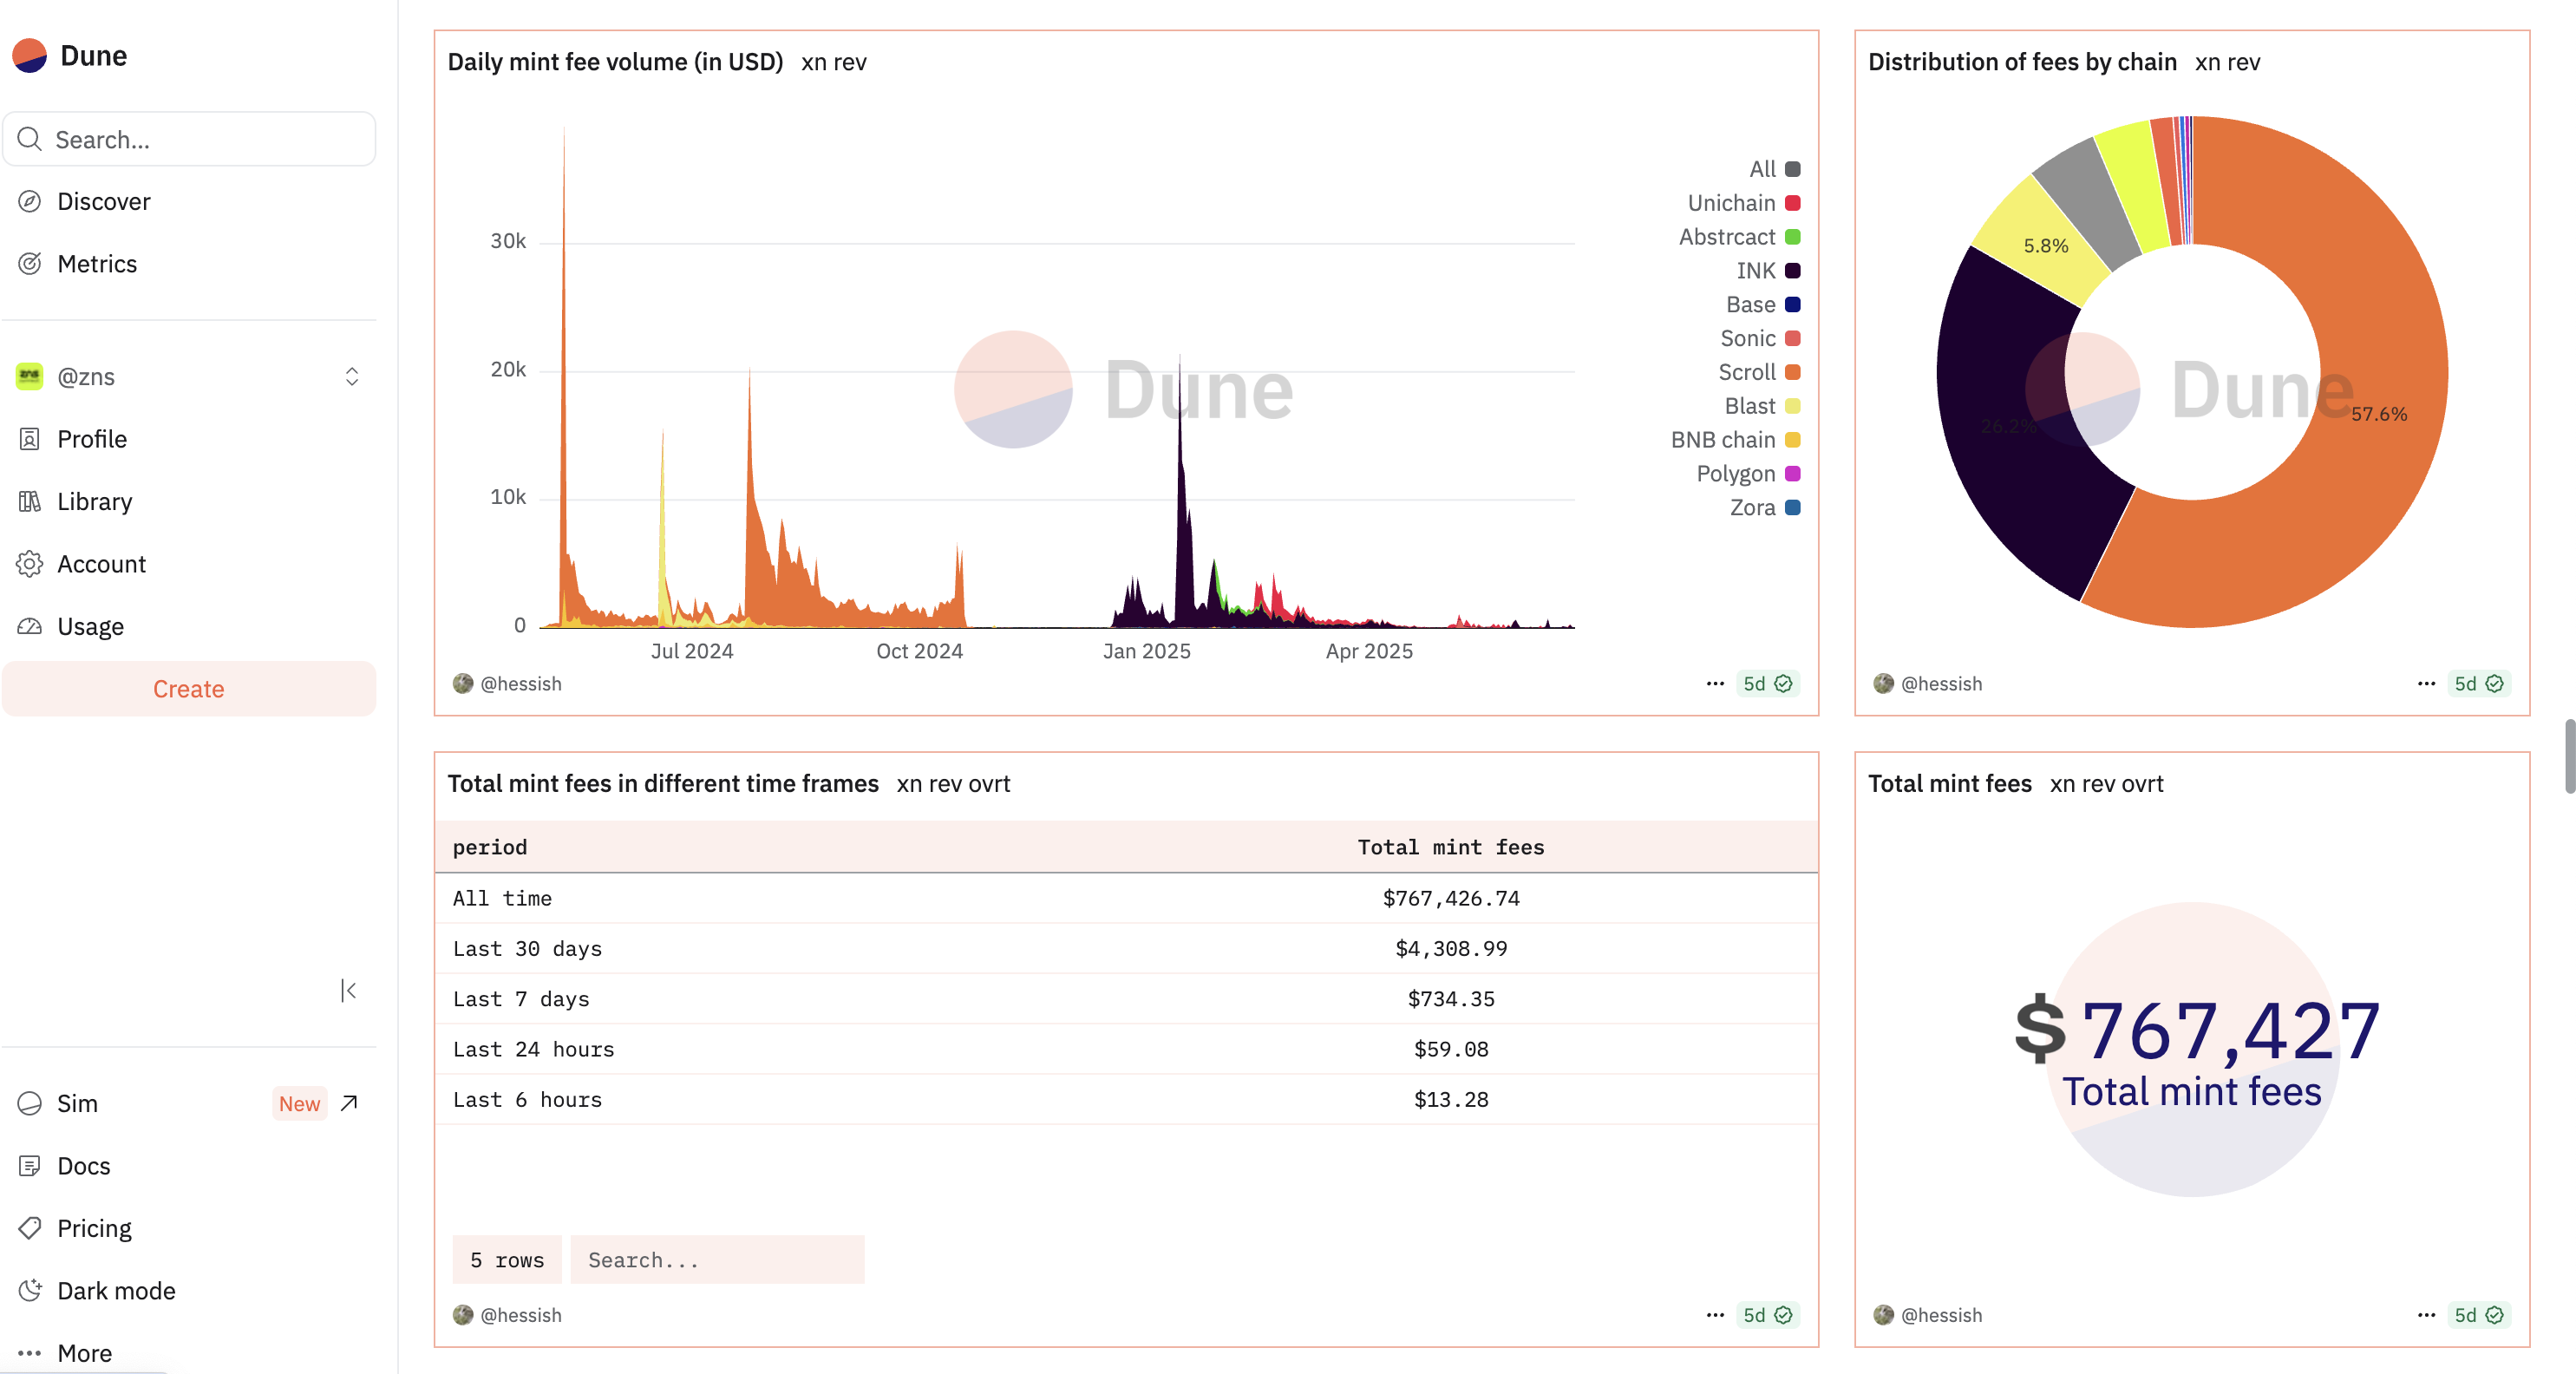 Dune
Search...
Discover
Metrics
@zns
Profile
Library
Account
Usage
Create
Sim New
Docs
Pricing
Dark mode
More
Daily mint fee volume (in USD) xn rev
30k
20k
10k
0
Jul 2024 Oct 2024 Jan 2025 Apr 2025
Dune
All
Unichain
Abstrcact
INK
Base
Sonic
Scroll
Blast
BNB chain
Polygon
Zora
@hessish
5d
Distribution of fees by chain xn rev
5.8%
26.2%
57.6%
Dune
@hessish
5d
Total mint fees in different time frames xn rev ovrt
period Total mint fees
All time $767,426.74
Last 30 days $4,308.99
Last 7 days $734.35
Last 24 hours $59.08
Last 6 hours $13.28
5 rows Search...
@hessish
5d
Total mint fees xn rev ovrt
$767,427
Total mint fees
@hessish
5d